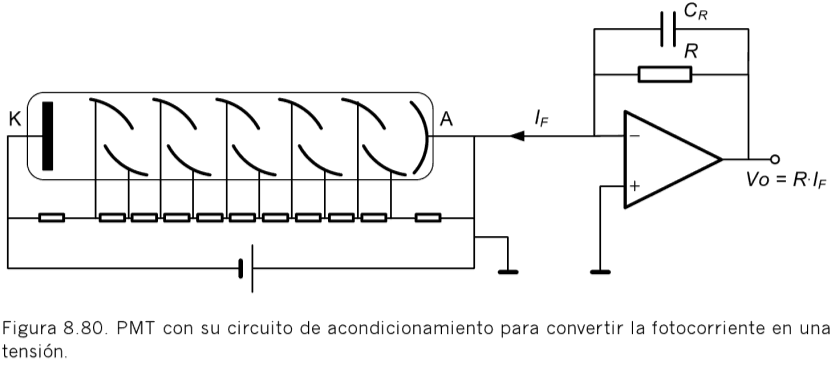 C_R
R
K
A
I_F
−
+
Vo = R·I_F
Figura 8.80. PMT con su circuito de acondicionamiento para convertir la fotocorriente en una
tensión.